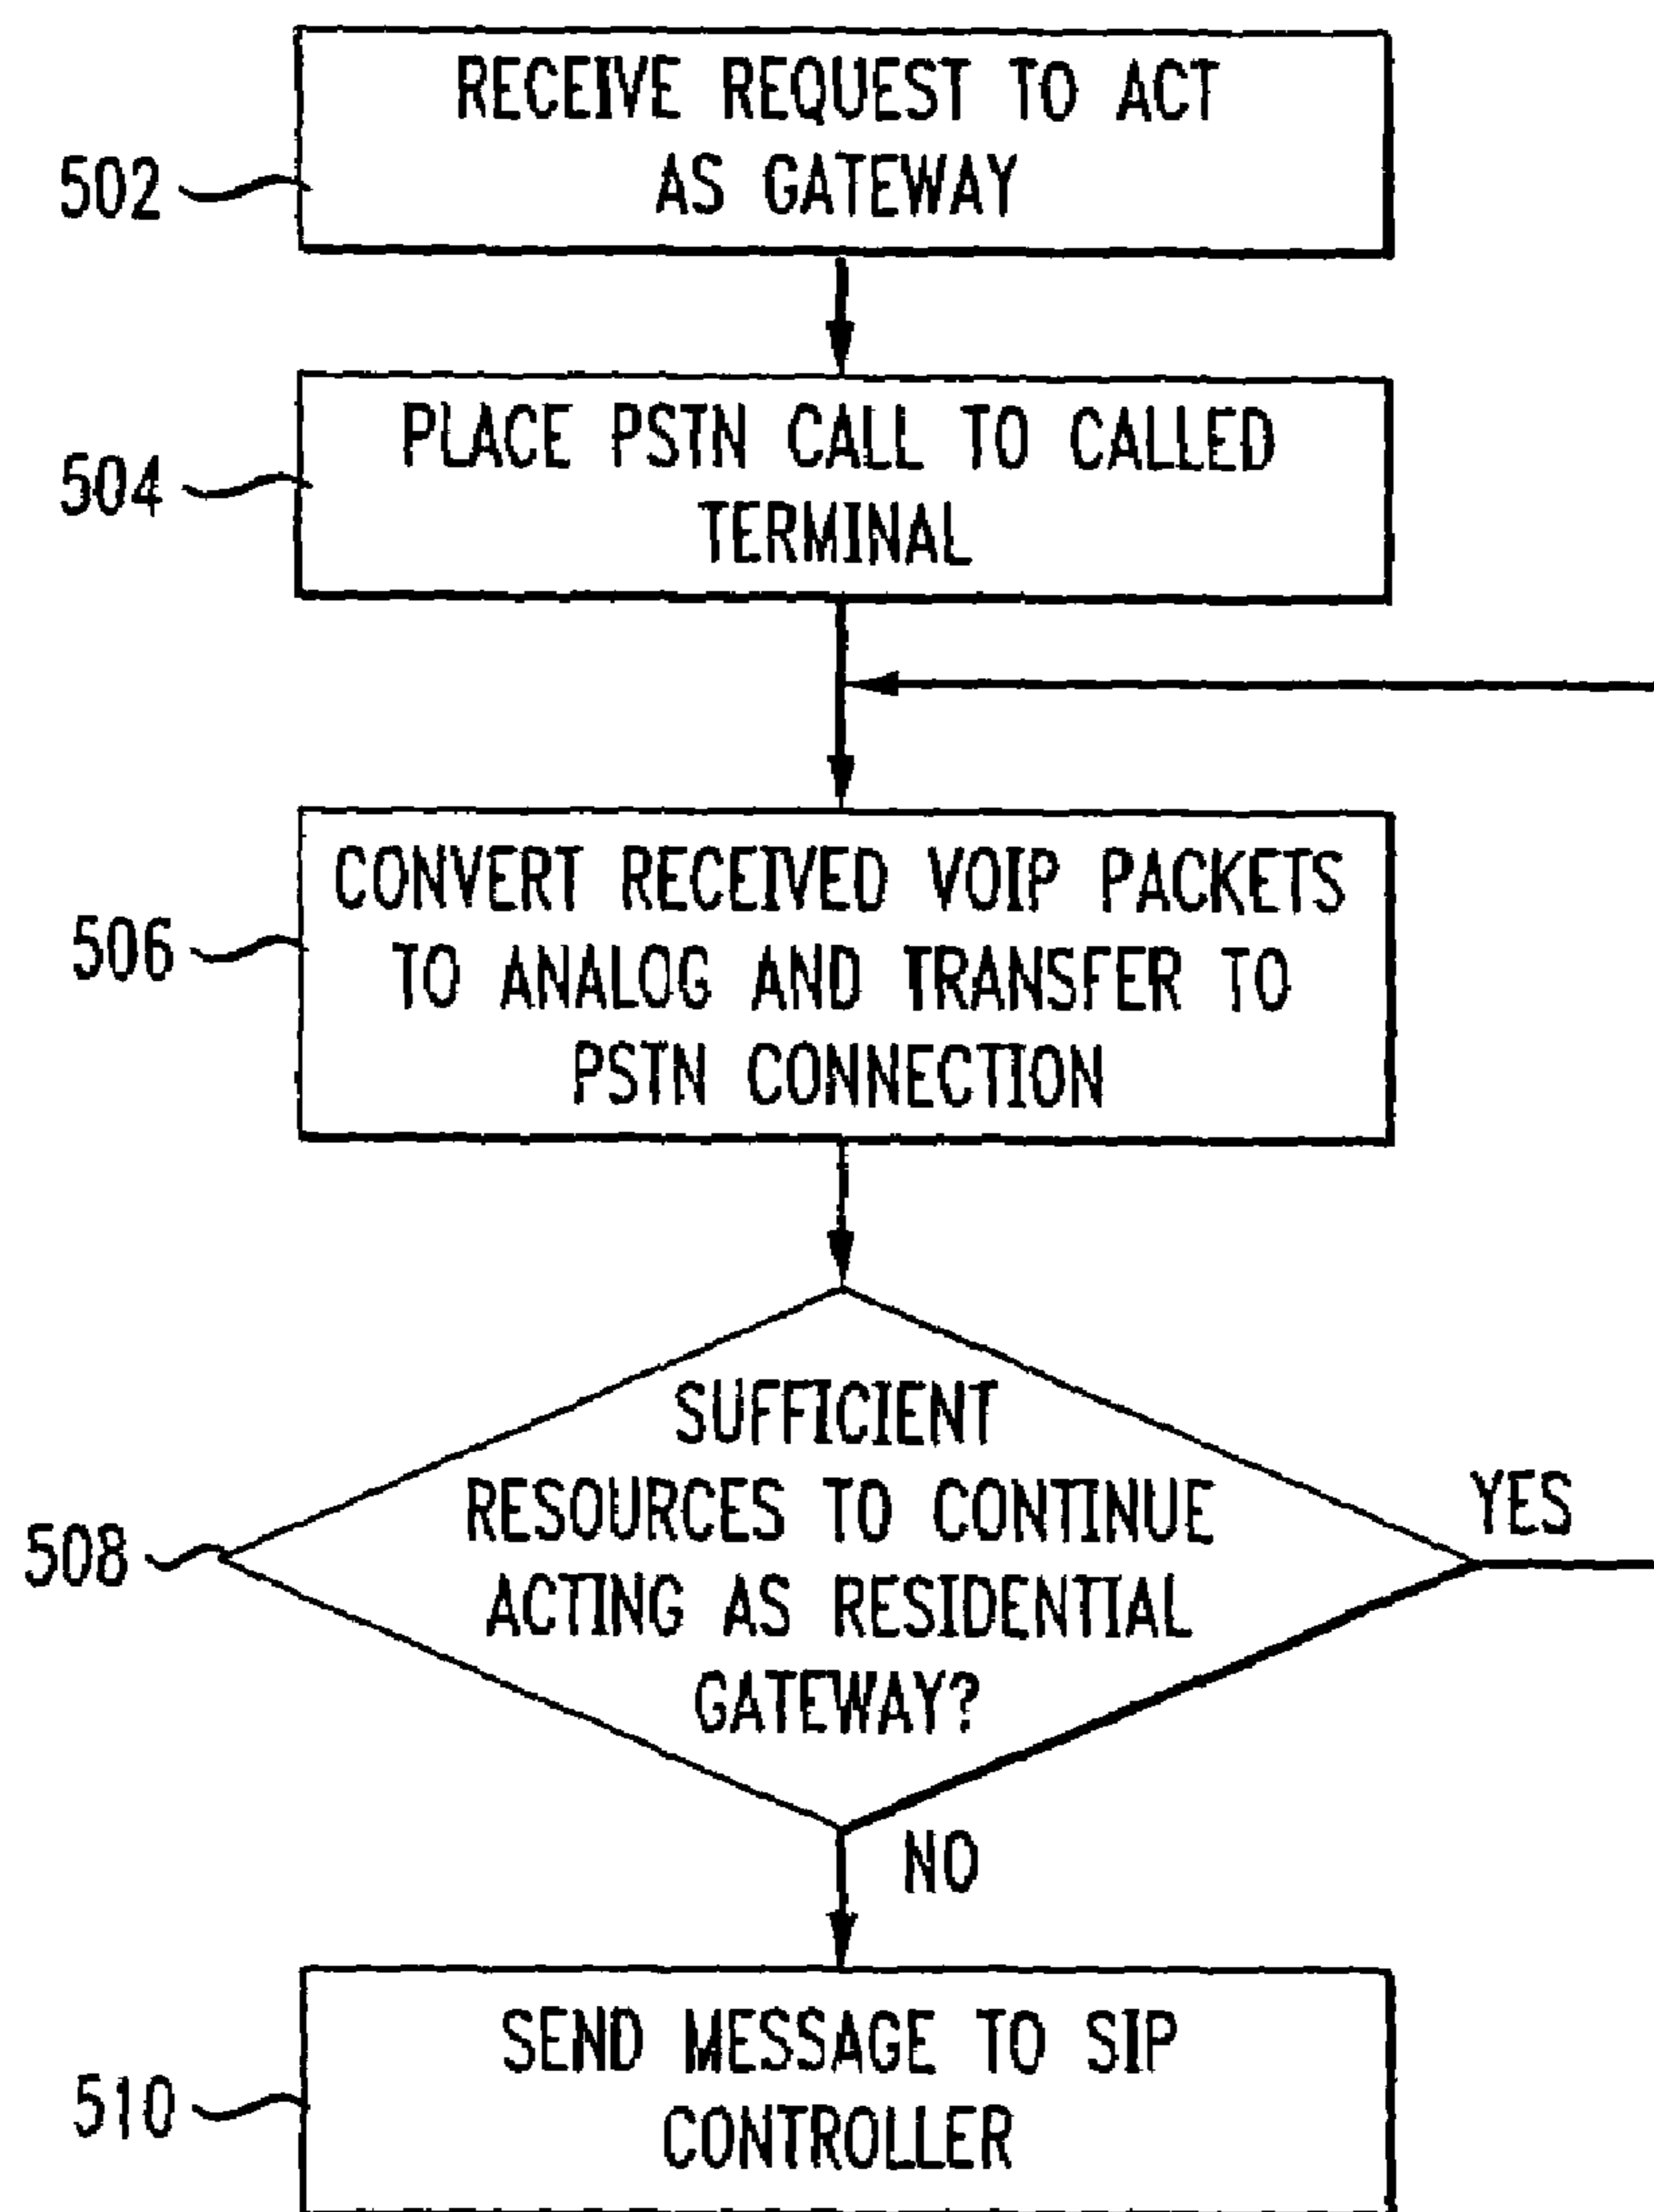 RECEIVE REQUEST TO ACT
AS GATEWAY
502
PLACE PSTN CALL TO CALLED
TERMINAL
504
CONVERT RECEIVED VOIP PACKETS
TO ANALOG AND TRANSFER TO
PSTN CONNECTION
506
SUFFICIENT
RESOURCES TO CONTINUE
ACTING AS RESIDENTIAL
GATEWAY?
508
YES
NO
SEND MESSAGE TO SIP
CONTROLLER
510